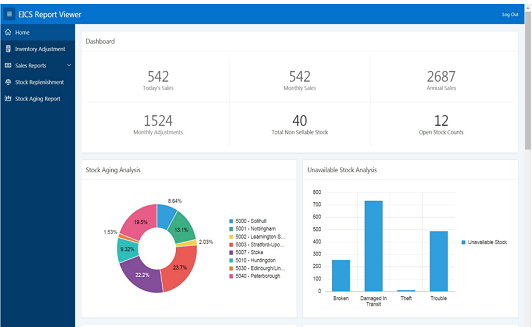 EICS Report Viewer
Log Out
Home
Inventory Adjustment
Sales Reports
Stock Replenishment
Stock Aging Report
Dashboard
542
Today's Sales
542
Monthly Sales
2687
Annual Sales
1524
Monthly Adjustments
40
Total Non Sellable Stock
12
Open Stock Counts
Stock Aging Analysis
8.64%
13.1%
2.03%
23.7%
22.2%
9.32%
1.53%
19.5%
5000 - Solihull
5001 - Nottingham
5002 - Leamington S...
5003 - Stratford-Upo...
5007 - Stoke
5010 - Huntingdon
5030 - Edinburgh/Lin...
5040 - Peterborough
Unavailable Stock Analysis
800
700
600
500
400
300
200
100
0
Broken
Damaged In
Transit
Theft
Trouble
Unavailable Stock